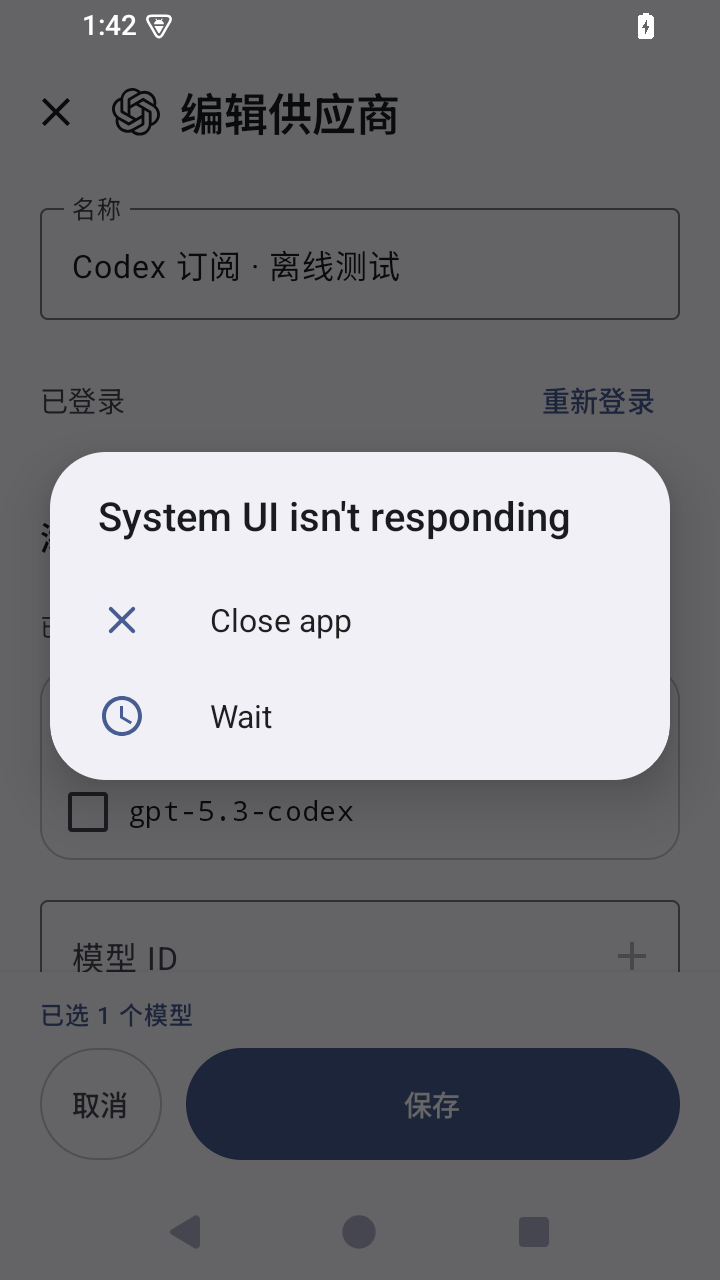 1:42
编辑供应商
名称
Codex 订阅 · 离线测试
已登录
重新登录
System UI isn't responding
Close app
Wait
gpt-5.3-codex
模型 ID
已选 1 个模型
取消
保存